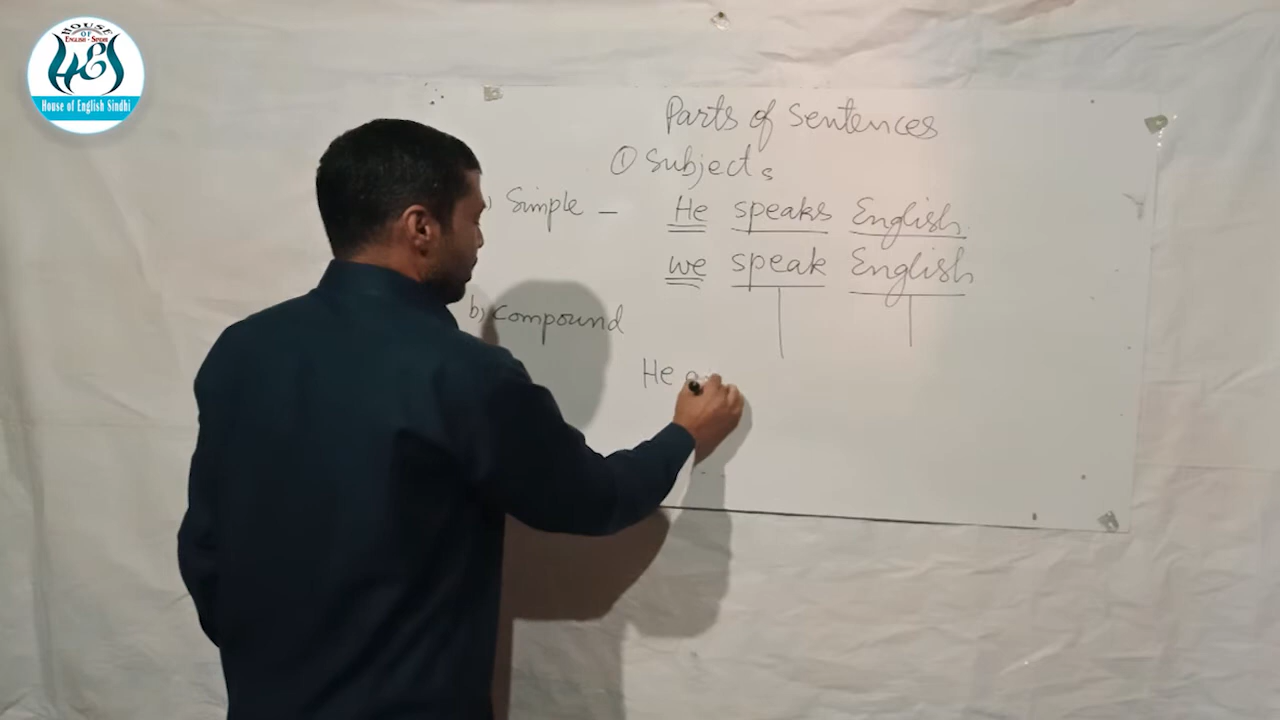 HOUSE
OF
ENGLISH - SINDHI
HES
House of English Sindhi
Parts of Sentences
① Subjects
) Simple - He speaks English.
we speak English
b) Compound
He